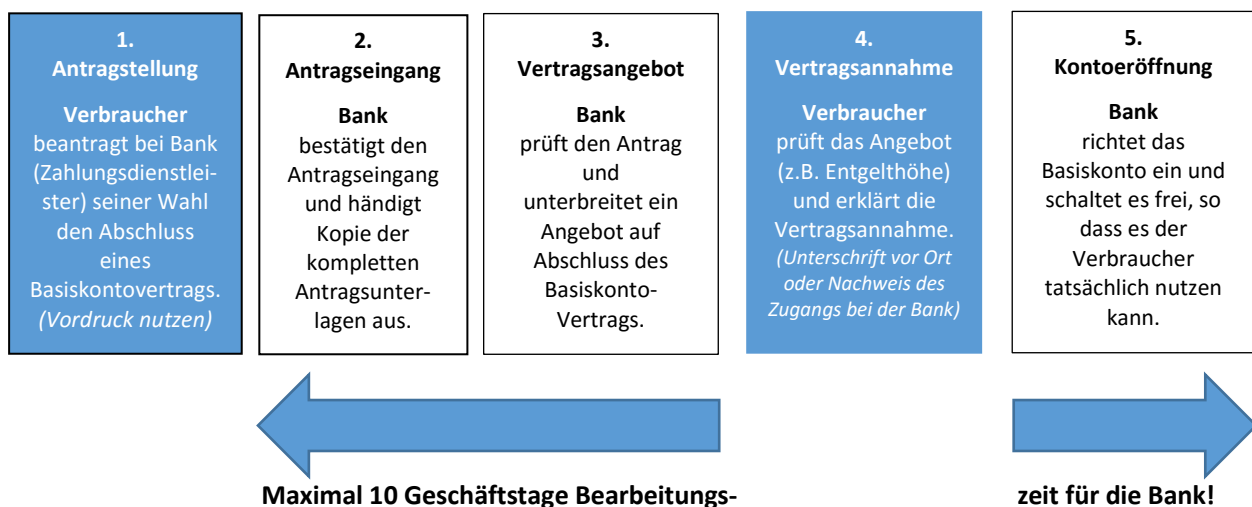 1.
Antragstellung
Verbraucher
beantragt bei Bank
(Zahlungsdienstlei-
ster) seiner Wahl
den Abschluss
eines
Basiskontovertrags.
(Vordruck nutzen)
2.
Antragseingang
Bank
bestätigt den
Antragseingang
und händigt
Kopie der
kompletten
Antragsunter-
lagen aus.
3.
Vertragsangebot
Bank
prüft den Antrag
und
unterbreitet ein
Angebot auf
Abschluss des
Basiskonto-
Vertrags.
4.
Vertragsannahme
Verbraucher
prüft das Angebot
(z.B. Entgelthöhe)
und erklärt die
Vertragsannahme.
(Unterschrift vor Ort
oder Nachweis des
Zugangs bei der Bank)
5.
Kontoeröffnung
Bank
richtet das
Basiskonto ein und
schaltet es frei, so
dass es der
Verbraucher
tatsächlich nutzen
kann.
Maximal 10 Geschäftstage Bearbeitungs-
zeit für die Bank!